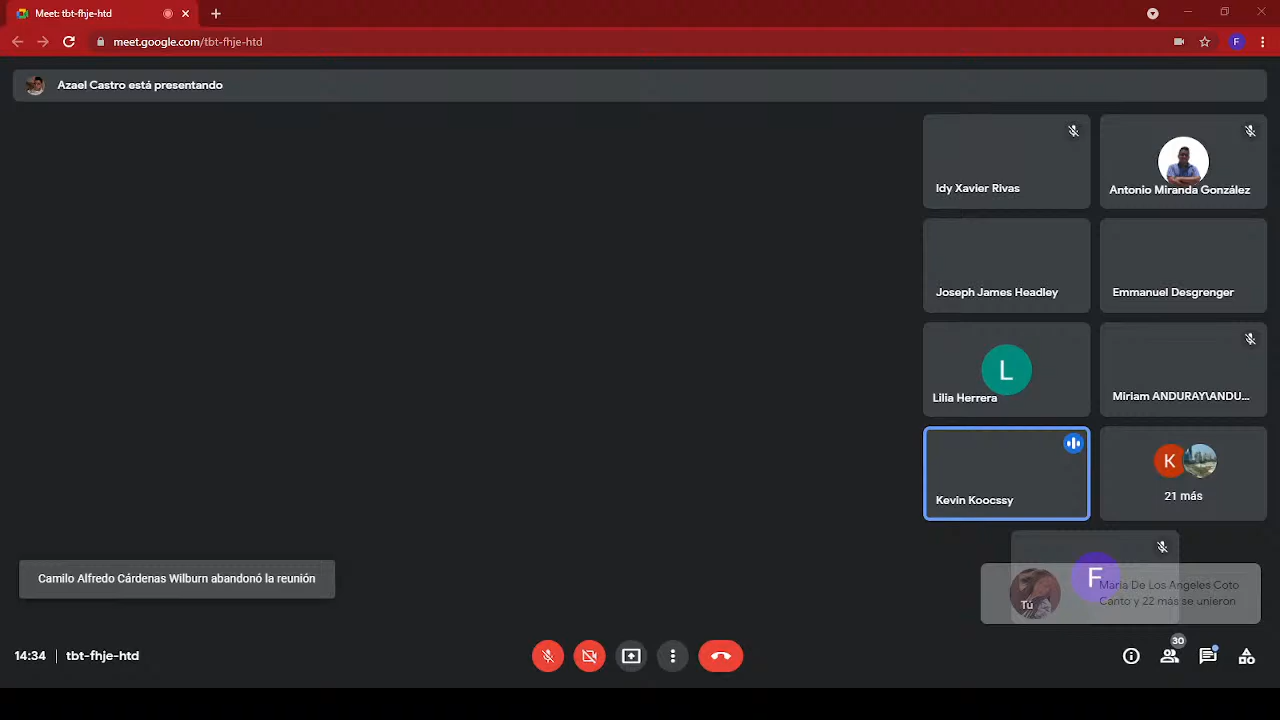 Meet: tbt-fhje-htd
meet.google.com/tbt-fhje-htd
F
Azael Castro está presentando
Idy Xavier Rivas
Antonio Miranda González
Joseph James Headley
Emmanuel Desgrenger
L
Lilia Herrera
Miriam ANDURAY\ANDU...
Kevin Koocssy
K
21 más
Camilo Alfredo Cárdenas Wilburn abandonó la reunión
F
Tú
Maria De Los Angeles Coto
Canto y 22 más se unieron
14:34
tbt-fhje-htd
30